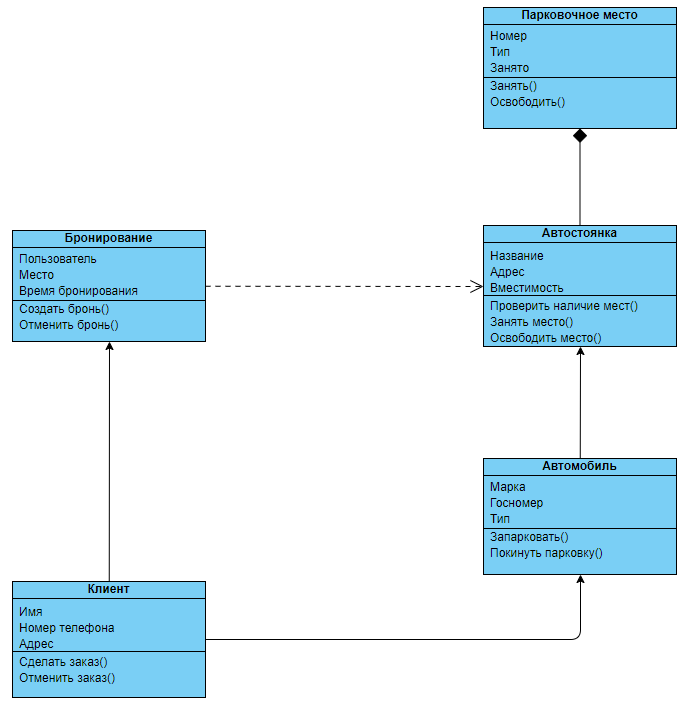 Парковочное место
Номер
Тип
Занято
Занять()
Освободить()
Бронирование
Пользователь
Место
Время бронирования
Создать бронь()
Отменить бронь()
Автостоянка
Название
Адрес
Вместимость
Проверить наличие мест()
Занять место()
Освободить место()
Автомобиль
Марка
Госномер
Тип
Запарковать()
Покинуть парковку()
Клиент
Имя
Номер телефона
Адрес
Сделать заказ()
Отменить заказ()